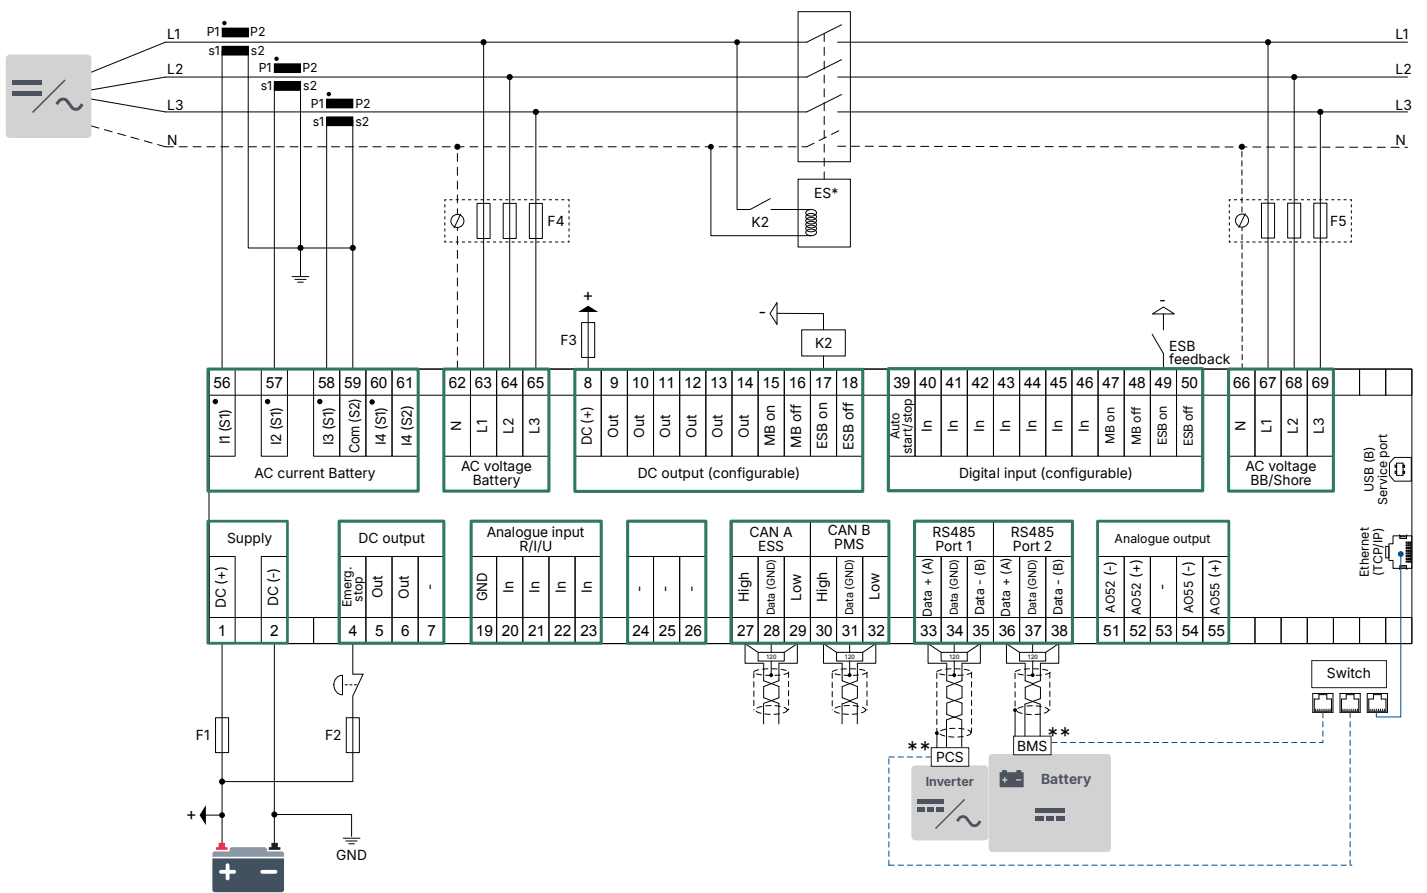 L1 P1 P2 L1
s1 s2
L2 P1 P2 L2
s1 s2
L3 P1 P2 L3
s1 s2
N N
ES*
K2
F4 F5
+ - -
F3 K2 ESB
feedback
56 57 58 59 60 61 62 63 64 65 8 9 10 11 12 13 14 15 16 17 18 39 40 41 42 43 44 45 46 47 48 49 50 66 67 68 69
I1 (S1)
I2 (S1)
I3 (S1)
Com (S2)
I4 (S1)
I4 (S2)
N
L1
L2
L3
DC (+)
Out
Out
Out
Out
Out
Out
MB on
MB off
ESB on
ESB off
Auto
start/stop
In
In
In
In
In
In
In
MB on
MB off
ESB on
ESB off
N
L1
L2
L3
AC current Battery
AC voltage
Battery
DC output (configurable)
Digital input (configurable)
AC voltage
BB/Shore
USB (B)
Service port
Ethernet
(TCP/IP)
Supply
DC output
Analogue input
R/I/U
CAN A
ESS
CAN B
PMS
RS485
Port 1
RS485
Port 2
Analogue output
DC (+)
DC (-)
Emerg.
stop
Out
Out
-
GND
In
In
In
In
-
-
-
High
Data (GND)
Low
High
Data (GND)
Low
Data + (A)
Data (GND)
Data - (B)
Data + (A)
Data (GND)
Data - (B)
AO52 (-)
AO52 (+)
-
AO55 (-)
AO55 (+)
1 2 4 5 6 7 19 20 21 22 23 24 25 26 27 28 29 30 31 32 33 34 35 36 37 38 51 52 53 54 55
120 120 120 120
Switch
F1 F2
** PCS BMS **
Inverter
Battery
+
GND
+ −